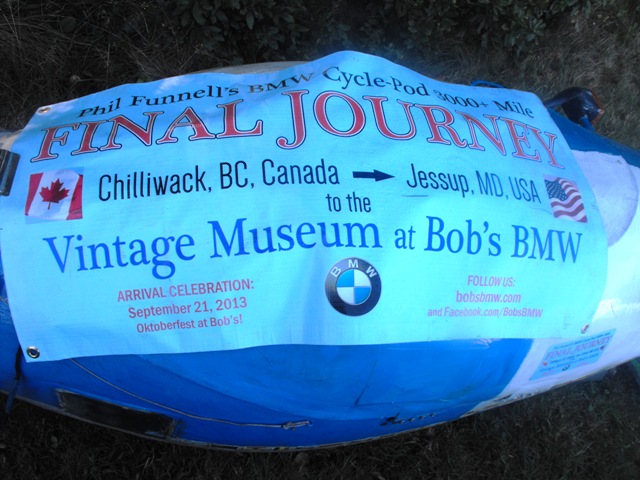 Phil Funnell's BMW Cycle-Pod 3000+ Mile
FINAL JOURNEY
Chilliwack, BC, Canada → Jessup, MD, USA
to the
Vintage Museum at Bob's BMW
ARRIVAL CELEBRATION:
September 21, 2013
Oktoberfest at Bob's!
BMW
FOLLOW US:
bobsbmw.com
and Facebook.com/BobsBMW
FINAL JOURNEY